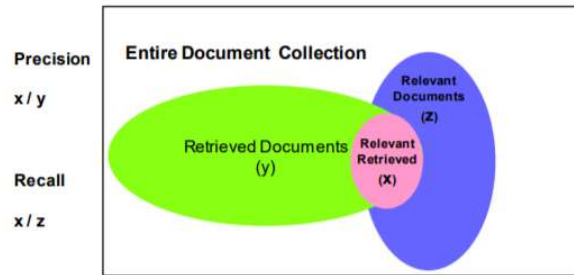 Precision
x / y
Recall
x / z
Entire Document Collection
Retrieved Documents
(y)
Relevant
Retrieved
(x)
Relevant
Documents
(z)